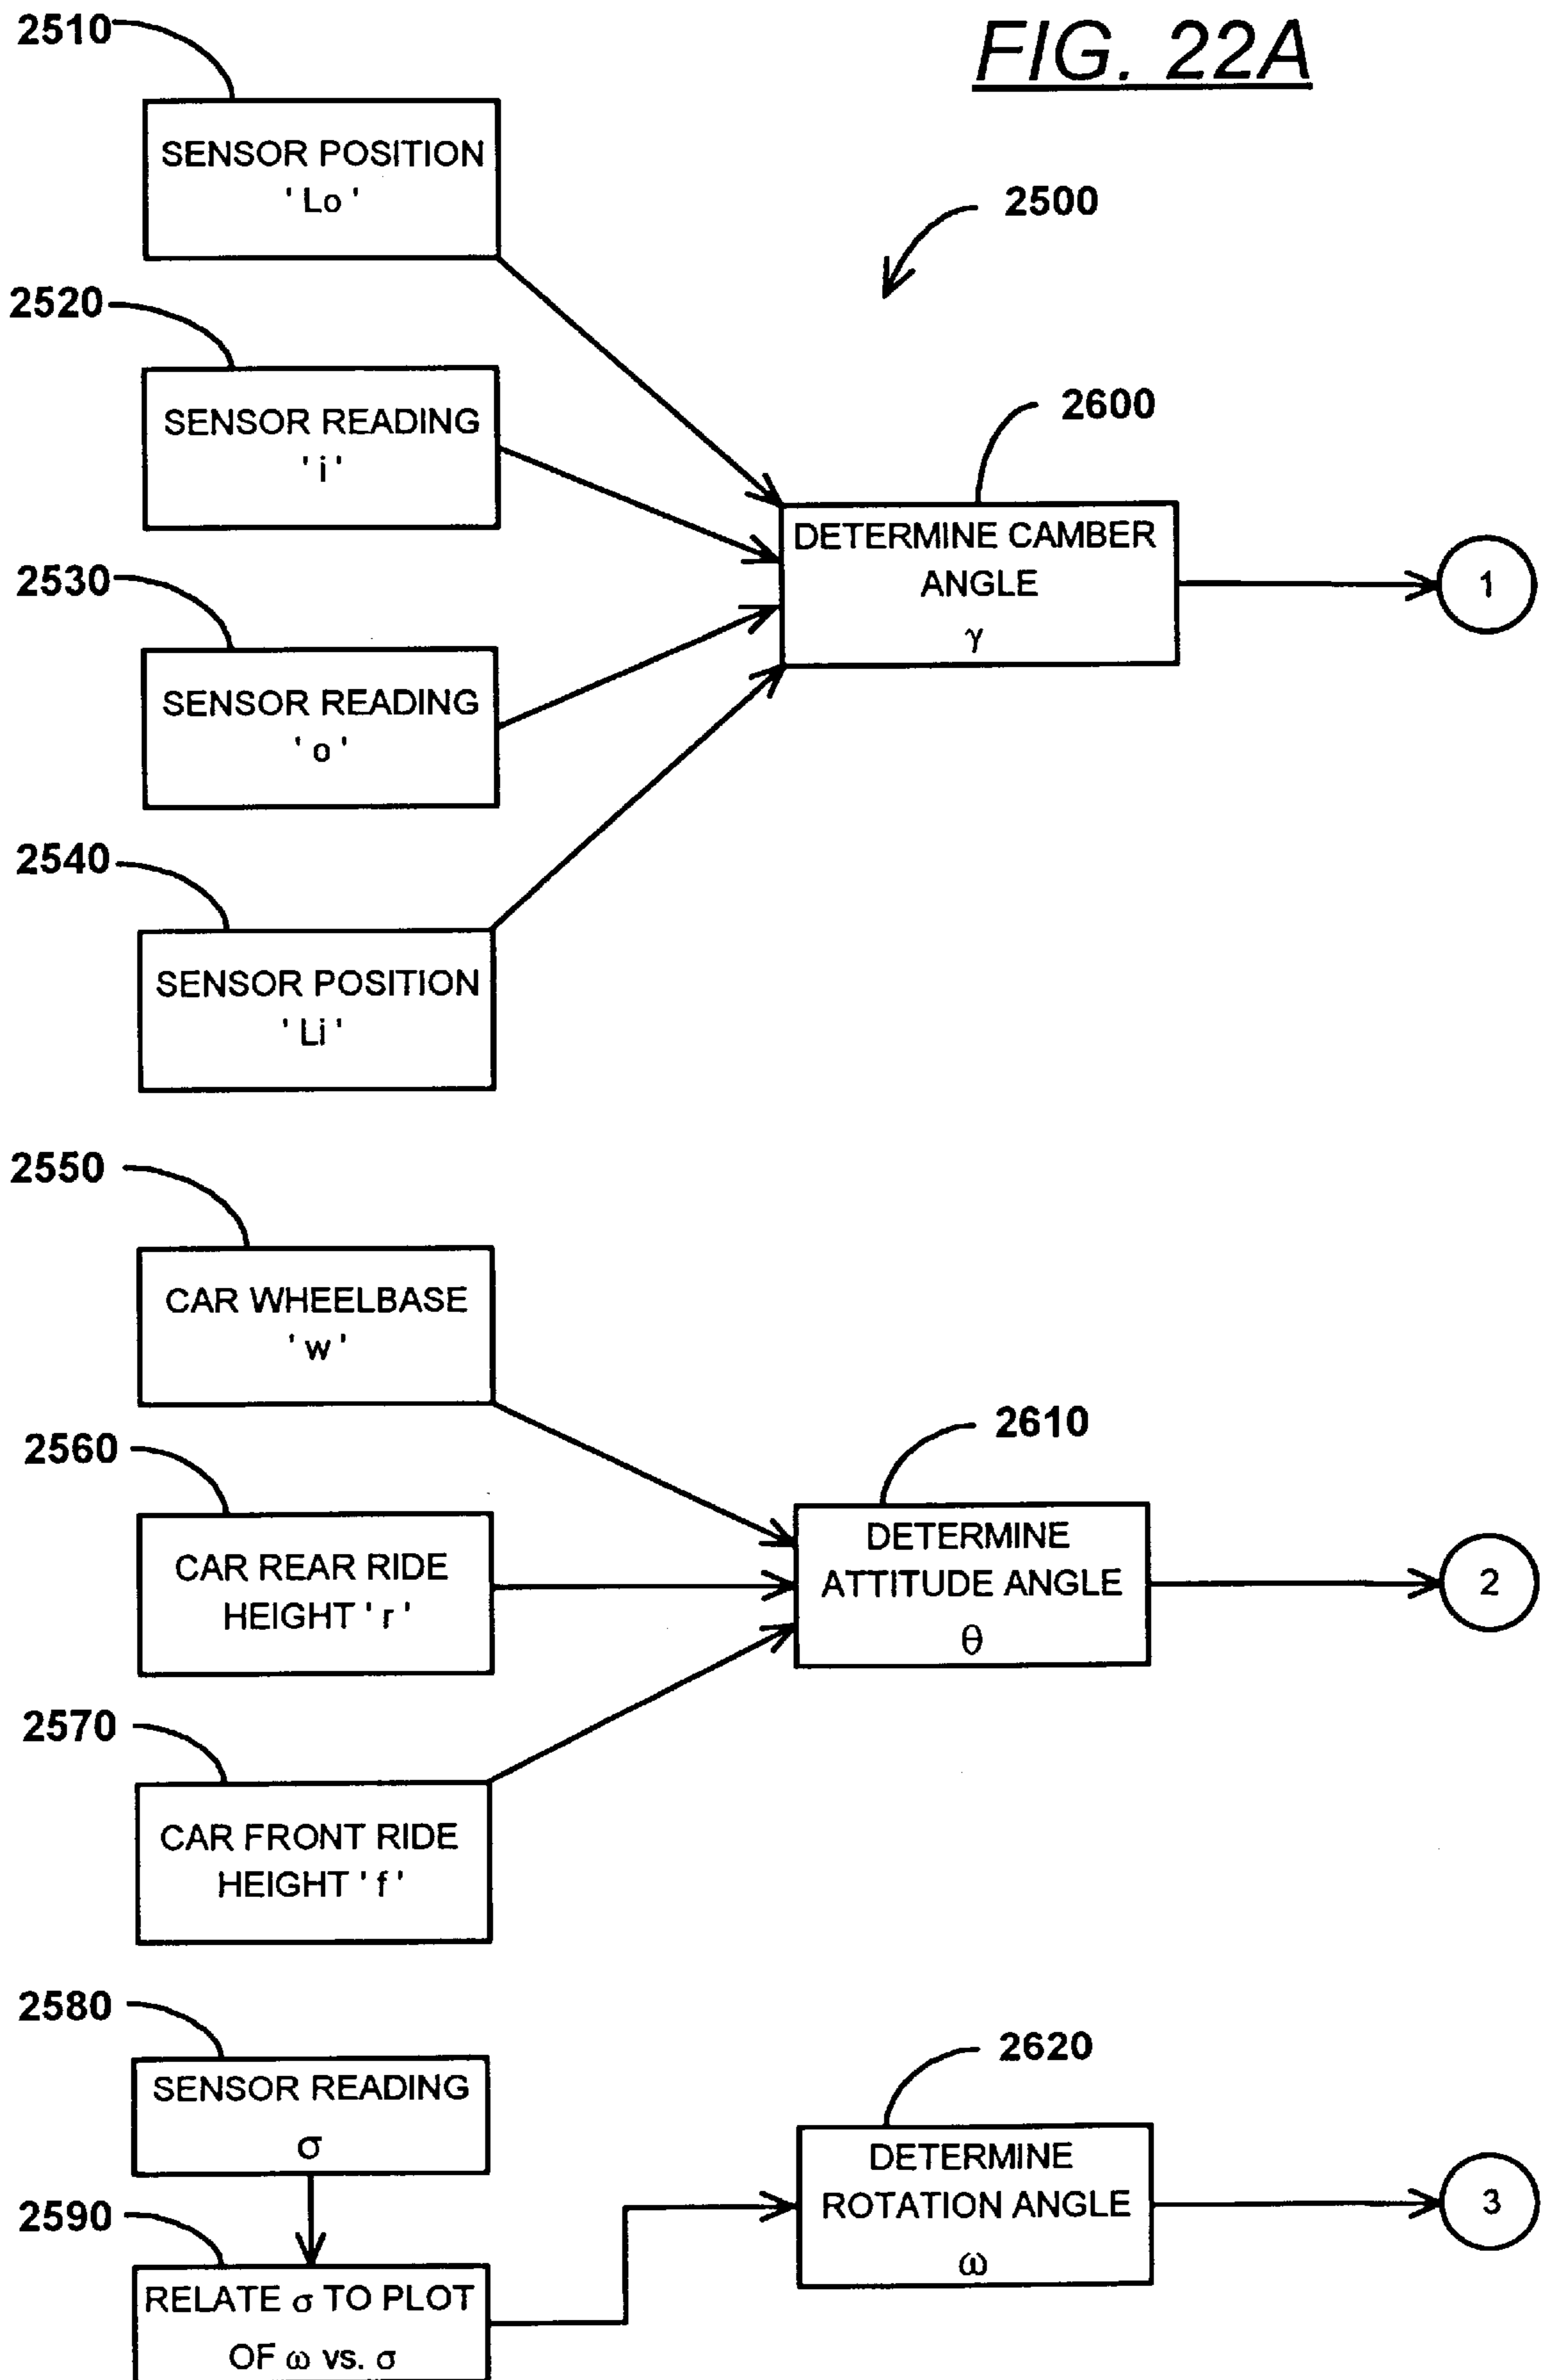 FIG. 22A
2510
SENSOR POSITION
' Lo '
2500
2520
SENSOR READING
' i '
2600
DETERMINE CAMBER
ANGLE
γ
1
2530
SENSOR READING
' o '
2540
SENSOR POSITION
' Li '
2550
CAR WHEELBASE
' w '
2560
CAR REAR RIDE
HEIGHT ' r '
2610
DETERMINE
ATTITUDE ANGLE
θ
2
2570
CAR FRONT RIDE
HEIGHT ' f '
2580
SENSOR READING
σ
2620
DETERMINE
ROTATION ANGLE
ω
3
2590
RELATE σ TO PLOT
OF ω vs. σ